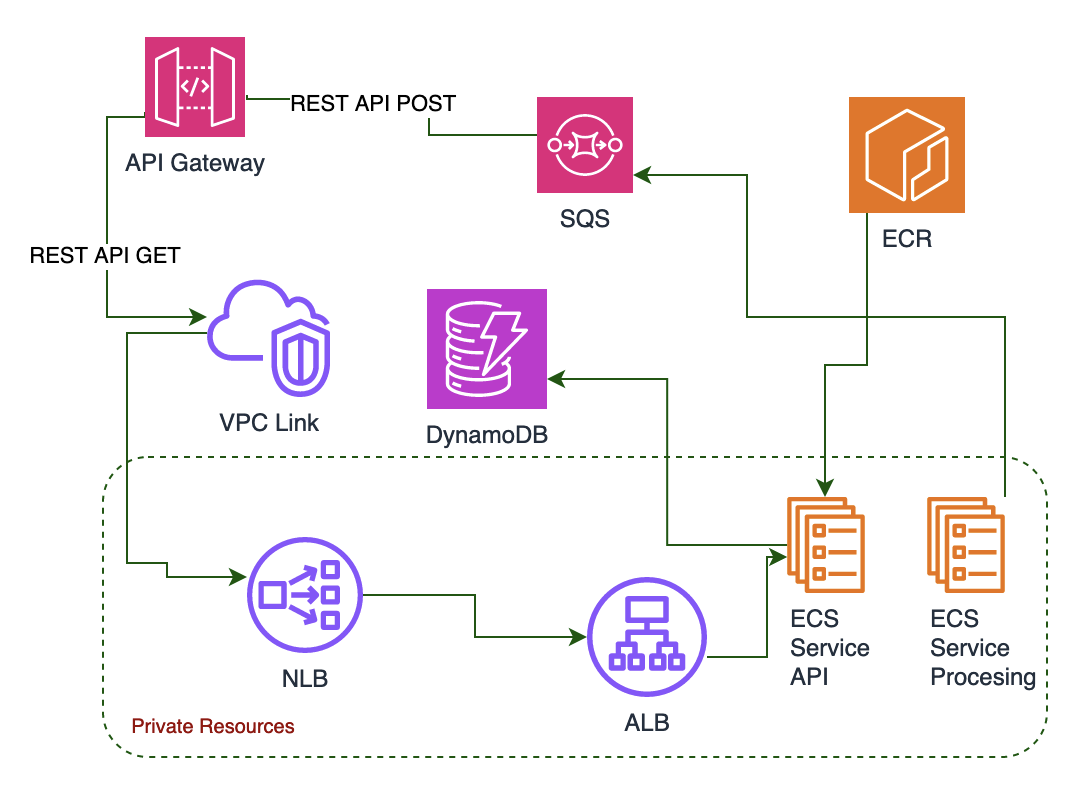 REST API POST
API Gateway
SQS
ECR
REST API GET
VPC Link
DynamoDB
ECS
Service
API
ECS
Service
Procesing
NLB
ALB
Private Resources